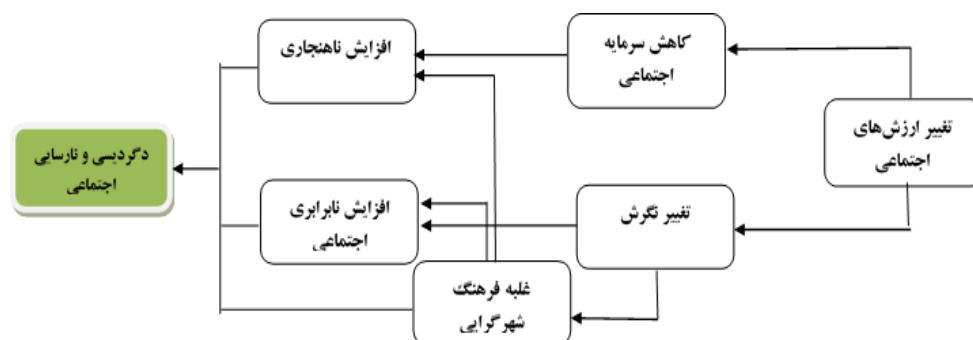 تغییر ارزش‌های
اجتماعی
کاهش سرمایه
اجتماعی
تغییر نگرش
افزایش ناهنجاری
افزایش نابرابری
اجتماعی
غلبه فرهنگ
شهرگرایی
دگردیسی و نارسایی
اجتماعی